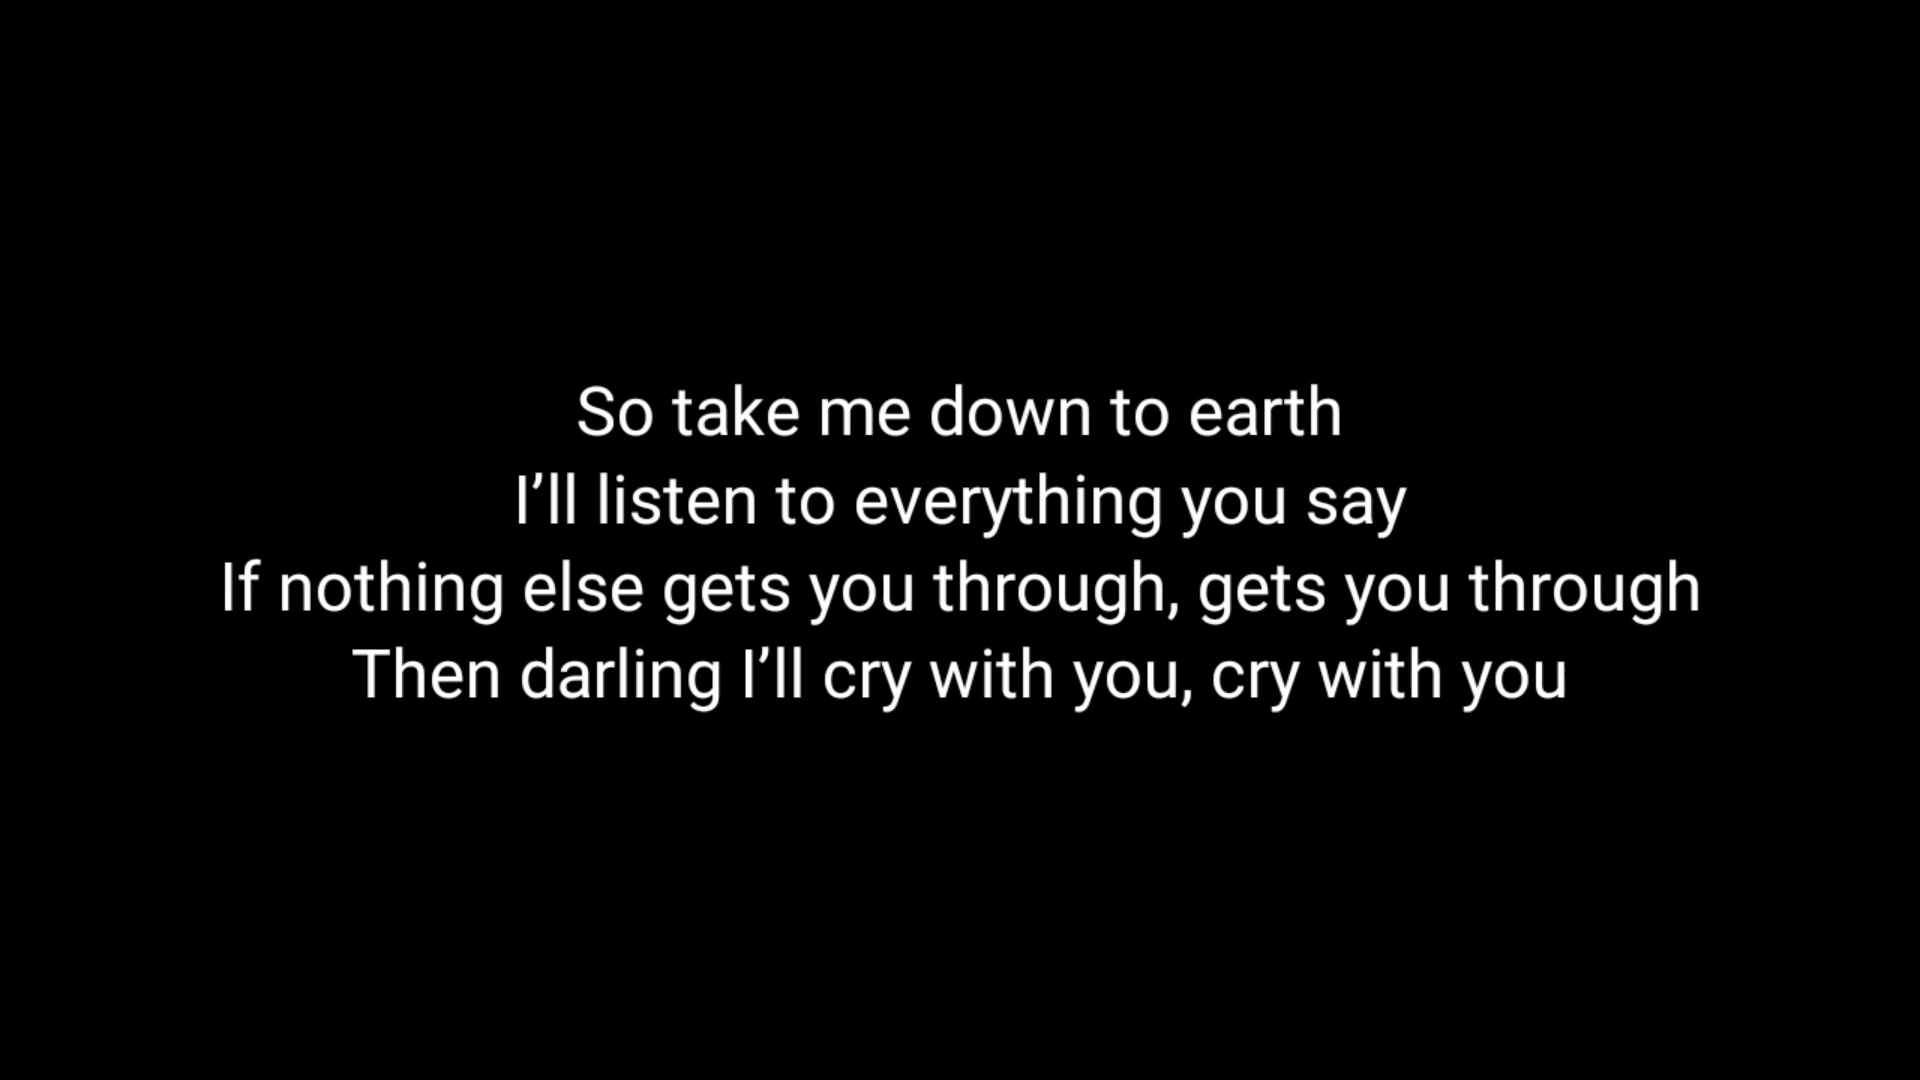 So take me down to earth
I’ll listen to everything you say
If nothing else gets you through, gets you through
Then darling I’ll cry with you, cry with you